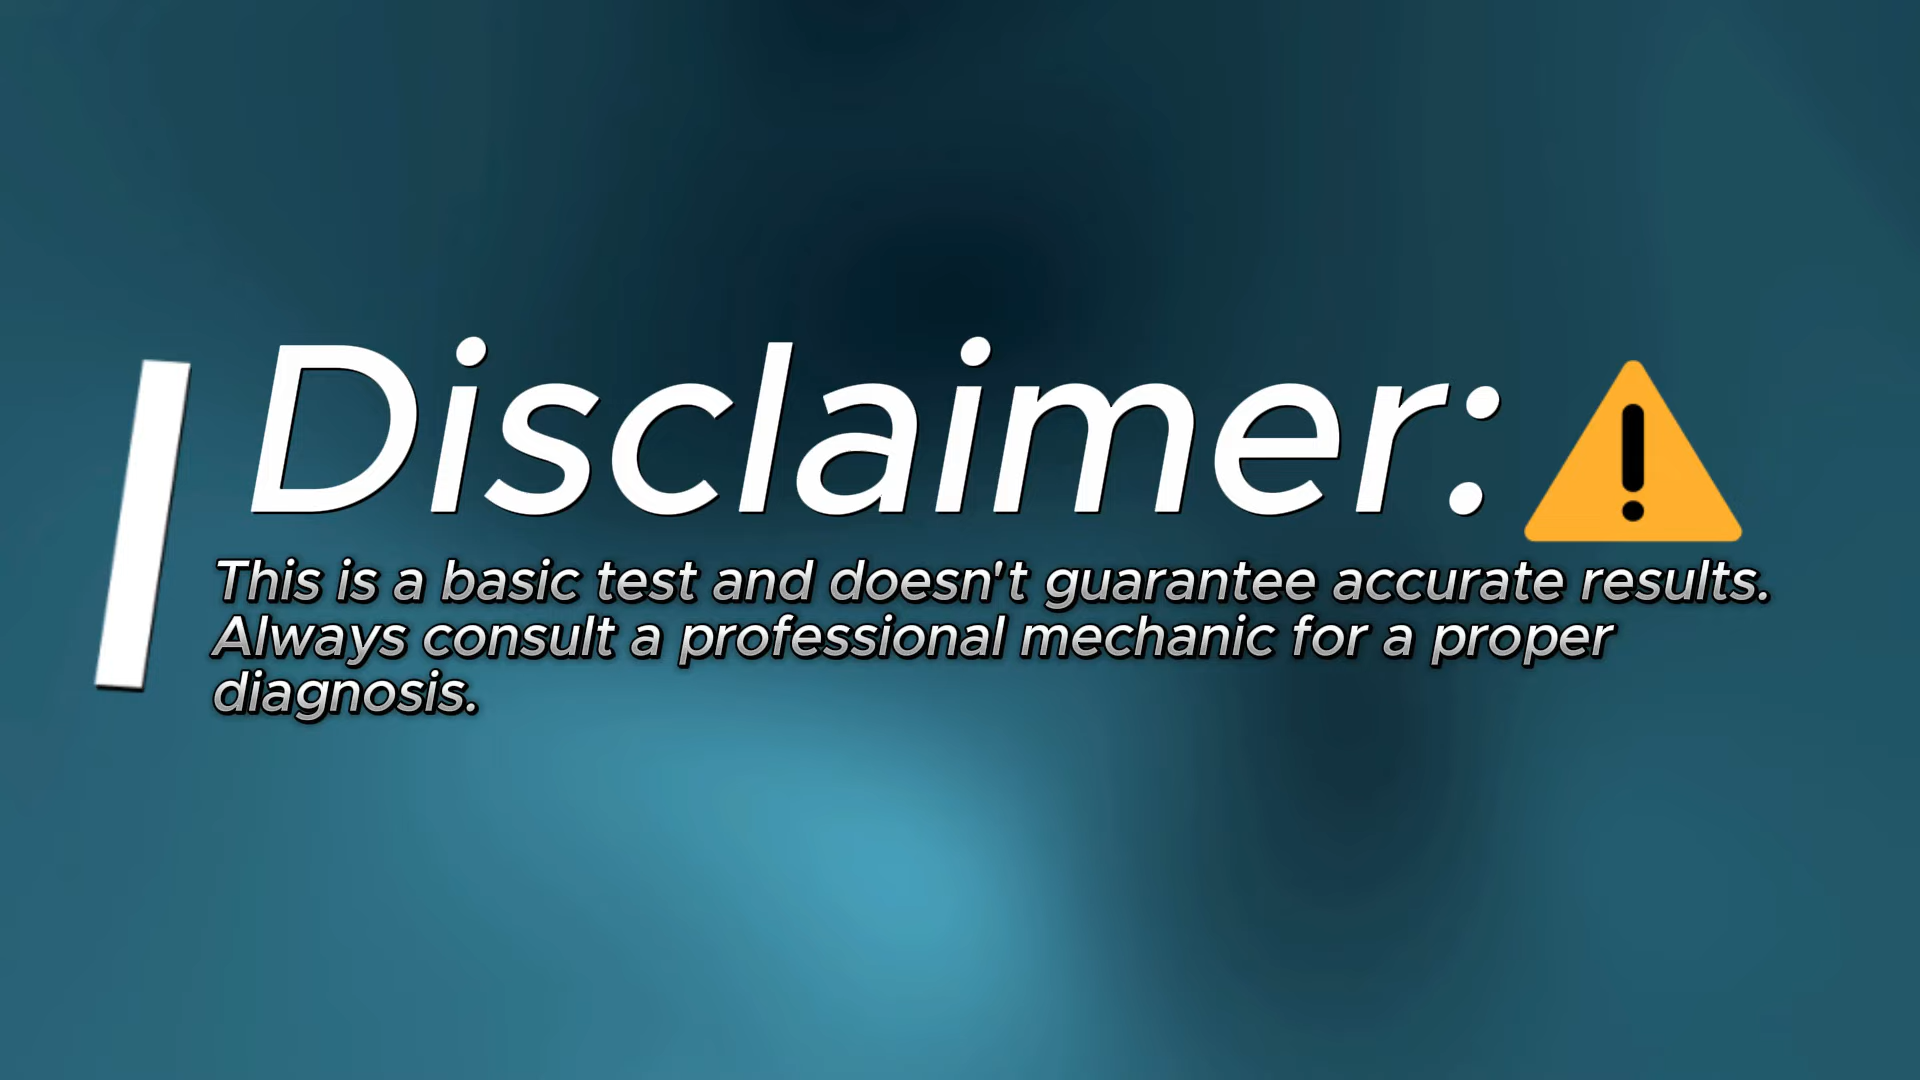 Disclaimer:
This is a basic test and doesn't guarantee accurate results.
Always consult a professional mechanic for a proper
diagnosis.